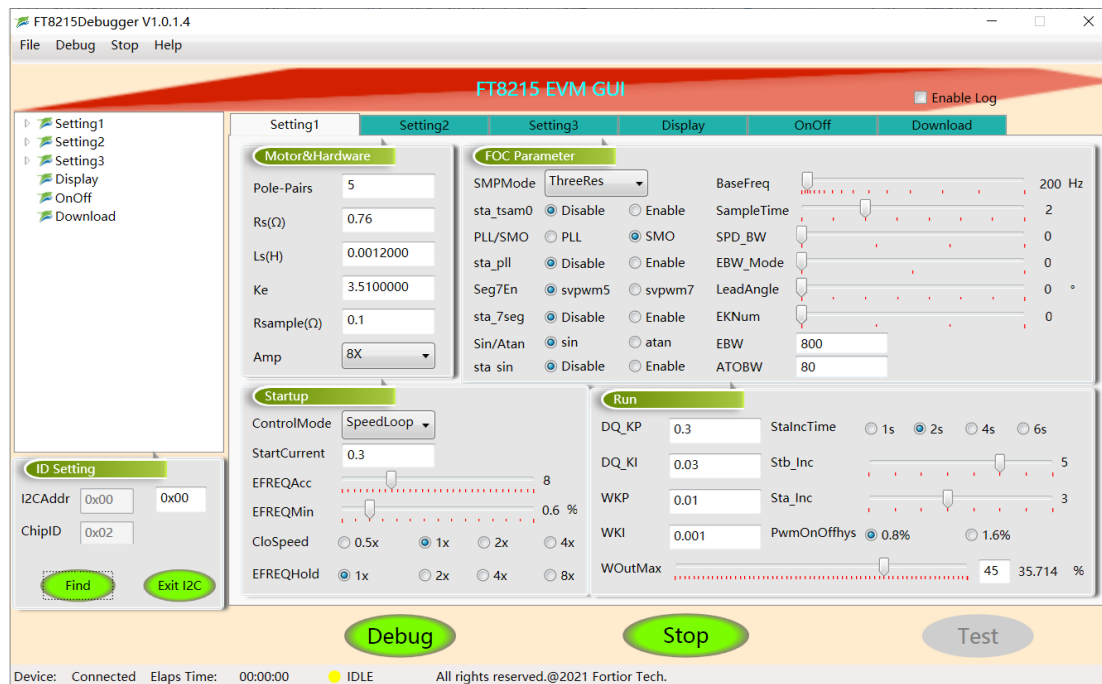 FT8215Debugger V1.0.1.4
File Debug Stop Help
FT8215 EVM GUI
Enable Log
Setting1
Setting2
Setting3
Display
OnOff
Download
Setting1 Setting2 Setting3 Display OnOff Download
Motor&Hardware
Pole-Pairs 5
Rs(Ω) 0.76
Ls(H) 0.0012000
Ke 3.5100000
Rsample(Ω) 0.1
Amp 8X
FOC Parameter
SMPMode ThreeRes
sta_tsam0 Disable Enable
PLL/SMO PLL SMO
sta_pll Disable Enable
Seg7En svpwm5 svpwm7
sta_7seg Disable Enable
Sin/Atan sin atan
sta sin Disable Enable
BaseFreq 200 Hz
SampleTime 2
SPD_BW 0
EBW_Mode 0
LeadAngle 0 °
EKNum 0
EBW 800
ATOBW 80
Startup
ControlMode SpeedLoop
StartCurrent 0.3
EFREQAcc 8
EFREQMin 0.6 %
CloSpeed 0.5x 1x 2x 4x
EFREQHold 1x 2x 4x 8x
Run
DQ_KP 0.3
DQ_KI 0.03
WKP 0.01
WKI 0.001
StaIncTime 1s 2s 4s 6s
Stb_Inc 5
Sta_Inc 3
PwmOnOffhys 0.8% 1.6%
WOutMax 45 35.714 %
ID Setting
I2CAddr 0x00 0x00
ChipID 0x02
Find Exit I2C
Debug Stop Test
Device: Connected Elaps Time: 00:00:00 IDLE All rights reserved.@2021 Fortior Tech.